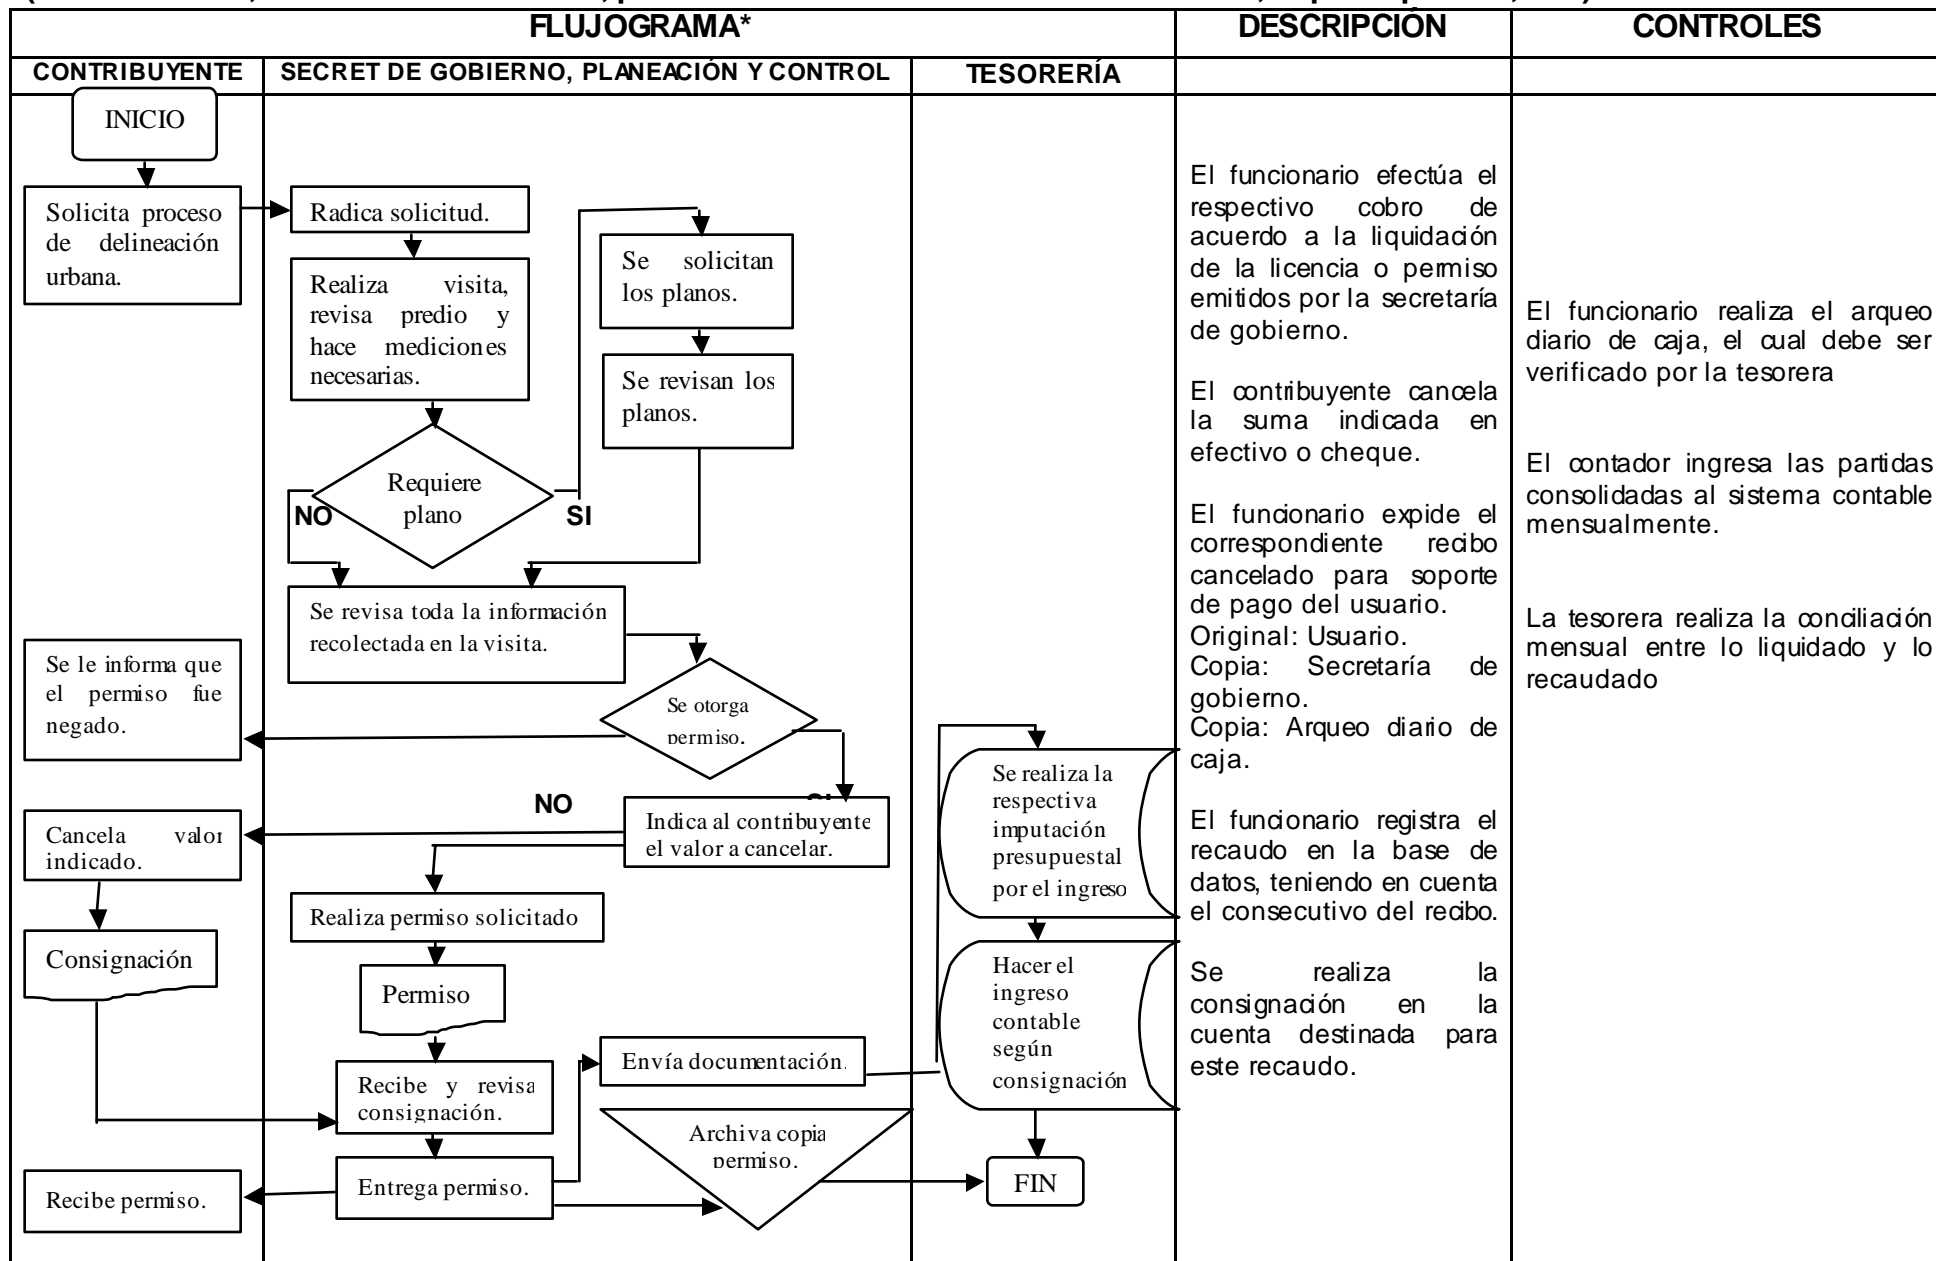 FLUJOGRAMA*
DESCRIPCIÓN
CONTROLES
CONTRIBUYENTE
SECRET DE GOBIERNO, PLANEACIÓN Y CONTROL
TESORERÍA
INICIO
Solicita proceso
de delineación
urbana.
Radica solicitud.
Realiza visita,
revisa predio y
hace mediciones
necesarias.
Se solicitan
los planos.
Se revisan los
planos.
Requiere
plano
NO
SI
Se revisa toda la información
recolectada en la visita.
Se le informa que
el permiso fue
negado.
Se otorga
permiso.
NO
Indica al contribuyente
el valor a cancelar.
Cancela valor
indicado.
Realiza permiso solicitado
Consignación
Permiso
Recibe y revisa
consignación.
Envía documentación.
Archiva copia
permiso.
Entrega permiso.
Recibe permiso.
Se realiza la
respectiva
imputación
presupuestal
por el ingreso
Hacer el
ingreso
contable
según
consignación
FIN
El funcionario efectúa el
respectivo cobro de
acuerdo a la liquidación
de la licencia o permiso
emitidos por la secretaría
de gobierno.
El contribuyente cancela
la suma indicada en
efectivo o cheque.
El funcionario expide el
correspondiente recibo
cancelado para soporte
de pago del usuario.
Original: Usuario.
Copia: Secretaría de
gobierno.
Copia: Arqueo diario de
caja.
El funcionario registra el
recaudo en la base de
datos, teniendo en cuenta
el consecutivo del recibo.
Se realiza la
consignación en la
cuenta destinada para
este recaudo.
El funcionario realiza el arqueo
diario de caja, el cual debe ser
verificado por la tesorera
El contador ingresa las partidas
consolidadas al sistema contable
mensualmente.
La tesorera realiza la conciliación
mensual entre lo liquidado y lo
recaudado